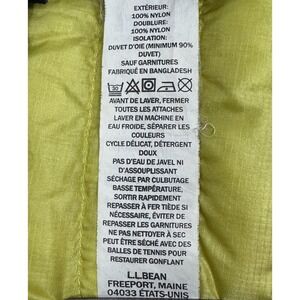 EXTÉRIEUR:
100% NYLON
DOUBLURE:
100% NYLON
ISOLATION:
DUVET D'OIE (MINIMUM 90%
DUVET)
SAUF GARNITURES
FABRIQUÉ EN BANGLADESH
30
AVANT DE LAVER, FERMER
TOUTES LES ATTACHES
LAVER EN MACHINE EN
EAU FROIDE, SÉPARER LES
COULEURS
CYCLE DÉLICAT, DÉTERGENT
DOUX
PAS D'EAU DE JAVEL NI
D'ASSOUPLISSANT
SÉCHAGE PAR CULBUTAGE
BASSE TEMPÉRATURE,
SORTIR RAPIDEMENT
REPASSER À FER TIÈDE SI
NÉCESSAIRE, ÉVITER DE
REPASSER LES GARNITURES
NE PAS NETTOYER À SEC
PEUT ÊTRE SÉCHÉ AVEC DES
BALLES DE TENNIS POUR
RESTAURER GONFLANT
L.L.BEAN
FREEPORT, MAINE
04033 ÉTATS-UNIS